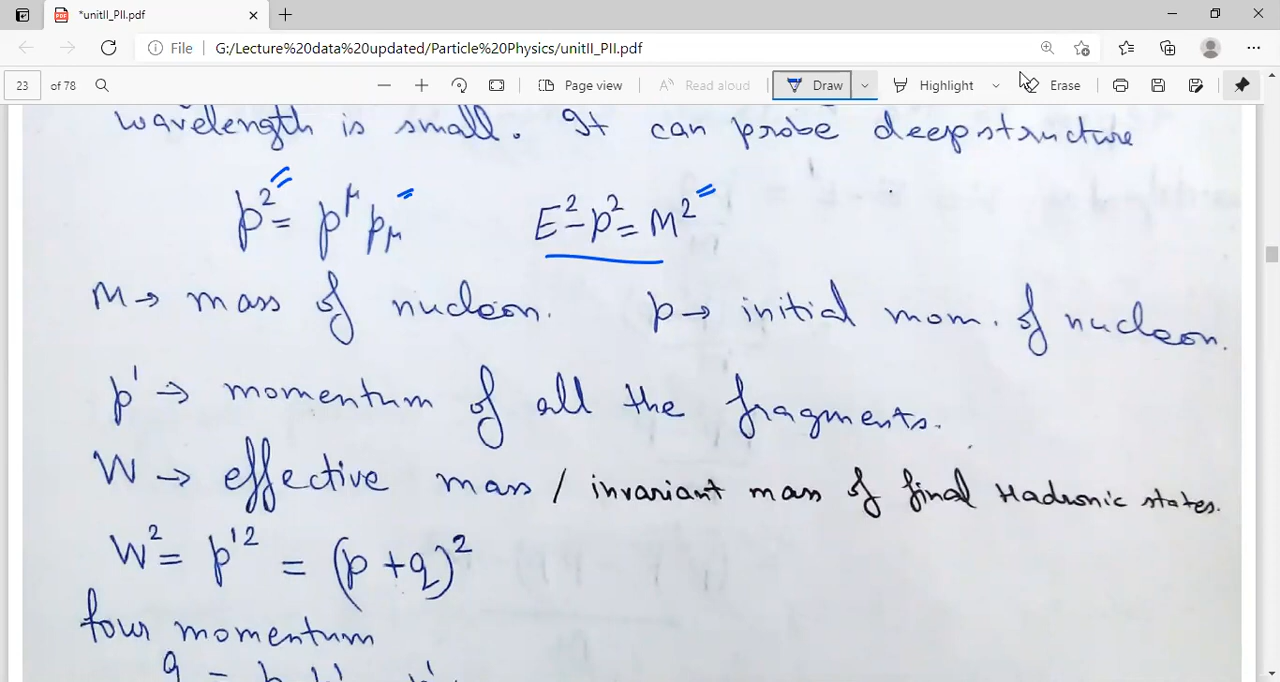 *unitII_PII.pdf
File G:/Lecture%20data%20updated/Particle%20Physics/unitII_PII.pdf
23 of 78 Page view Read aloud Draw Highlight Erase
wavelength is small. It can probe deep structure
p² = p^μ p_μ E² - p² = M²
M → mass of nucleon. p → initial mom. of nucleon.
p' → momentum of all the fragments.
W → effective mass / invariant mass of final Hadronic states.
W² = p'² = (p + q)²
four momentum